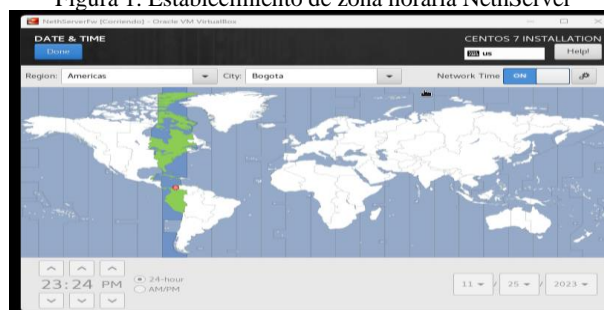 Figura 1. Establecimiento de zona horaria NethServer
NethServerFw [Corriendo] - Oracle VM VirtualBox
DATE & TIME
CENTOS 7 INSTALLATION
Done
us
Help!
Region: Americas City: Bogota Network Time ON
23:24 PM
24-hour
AM/PM
11 / 25 / 2023